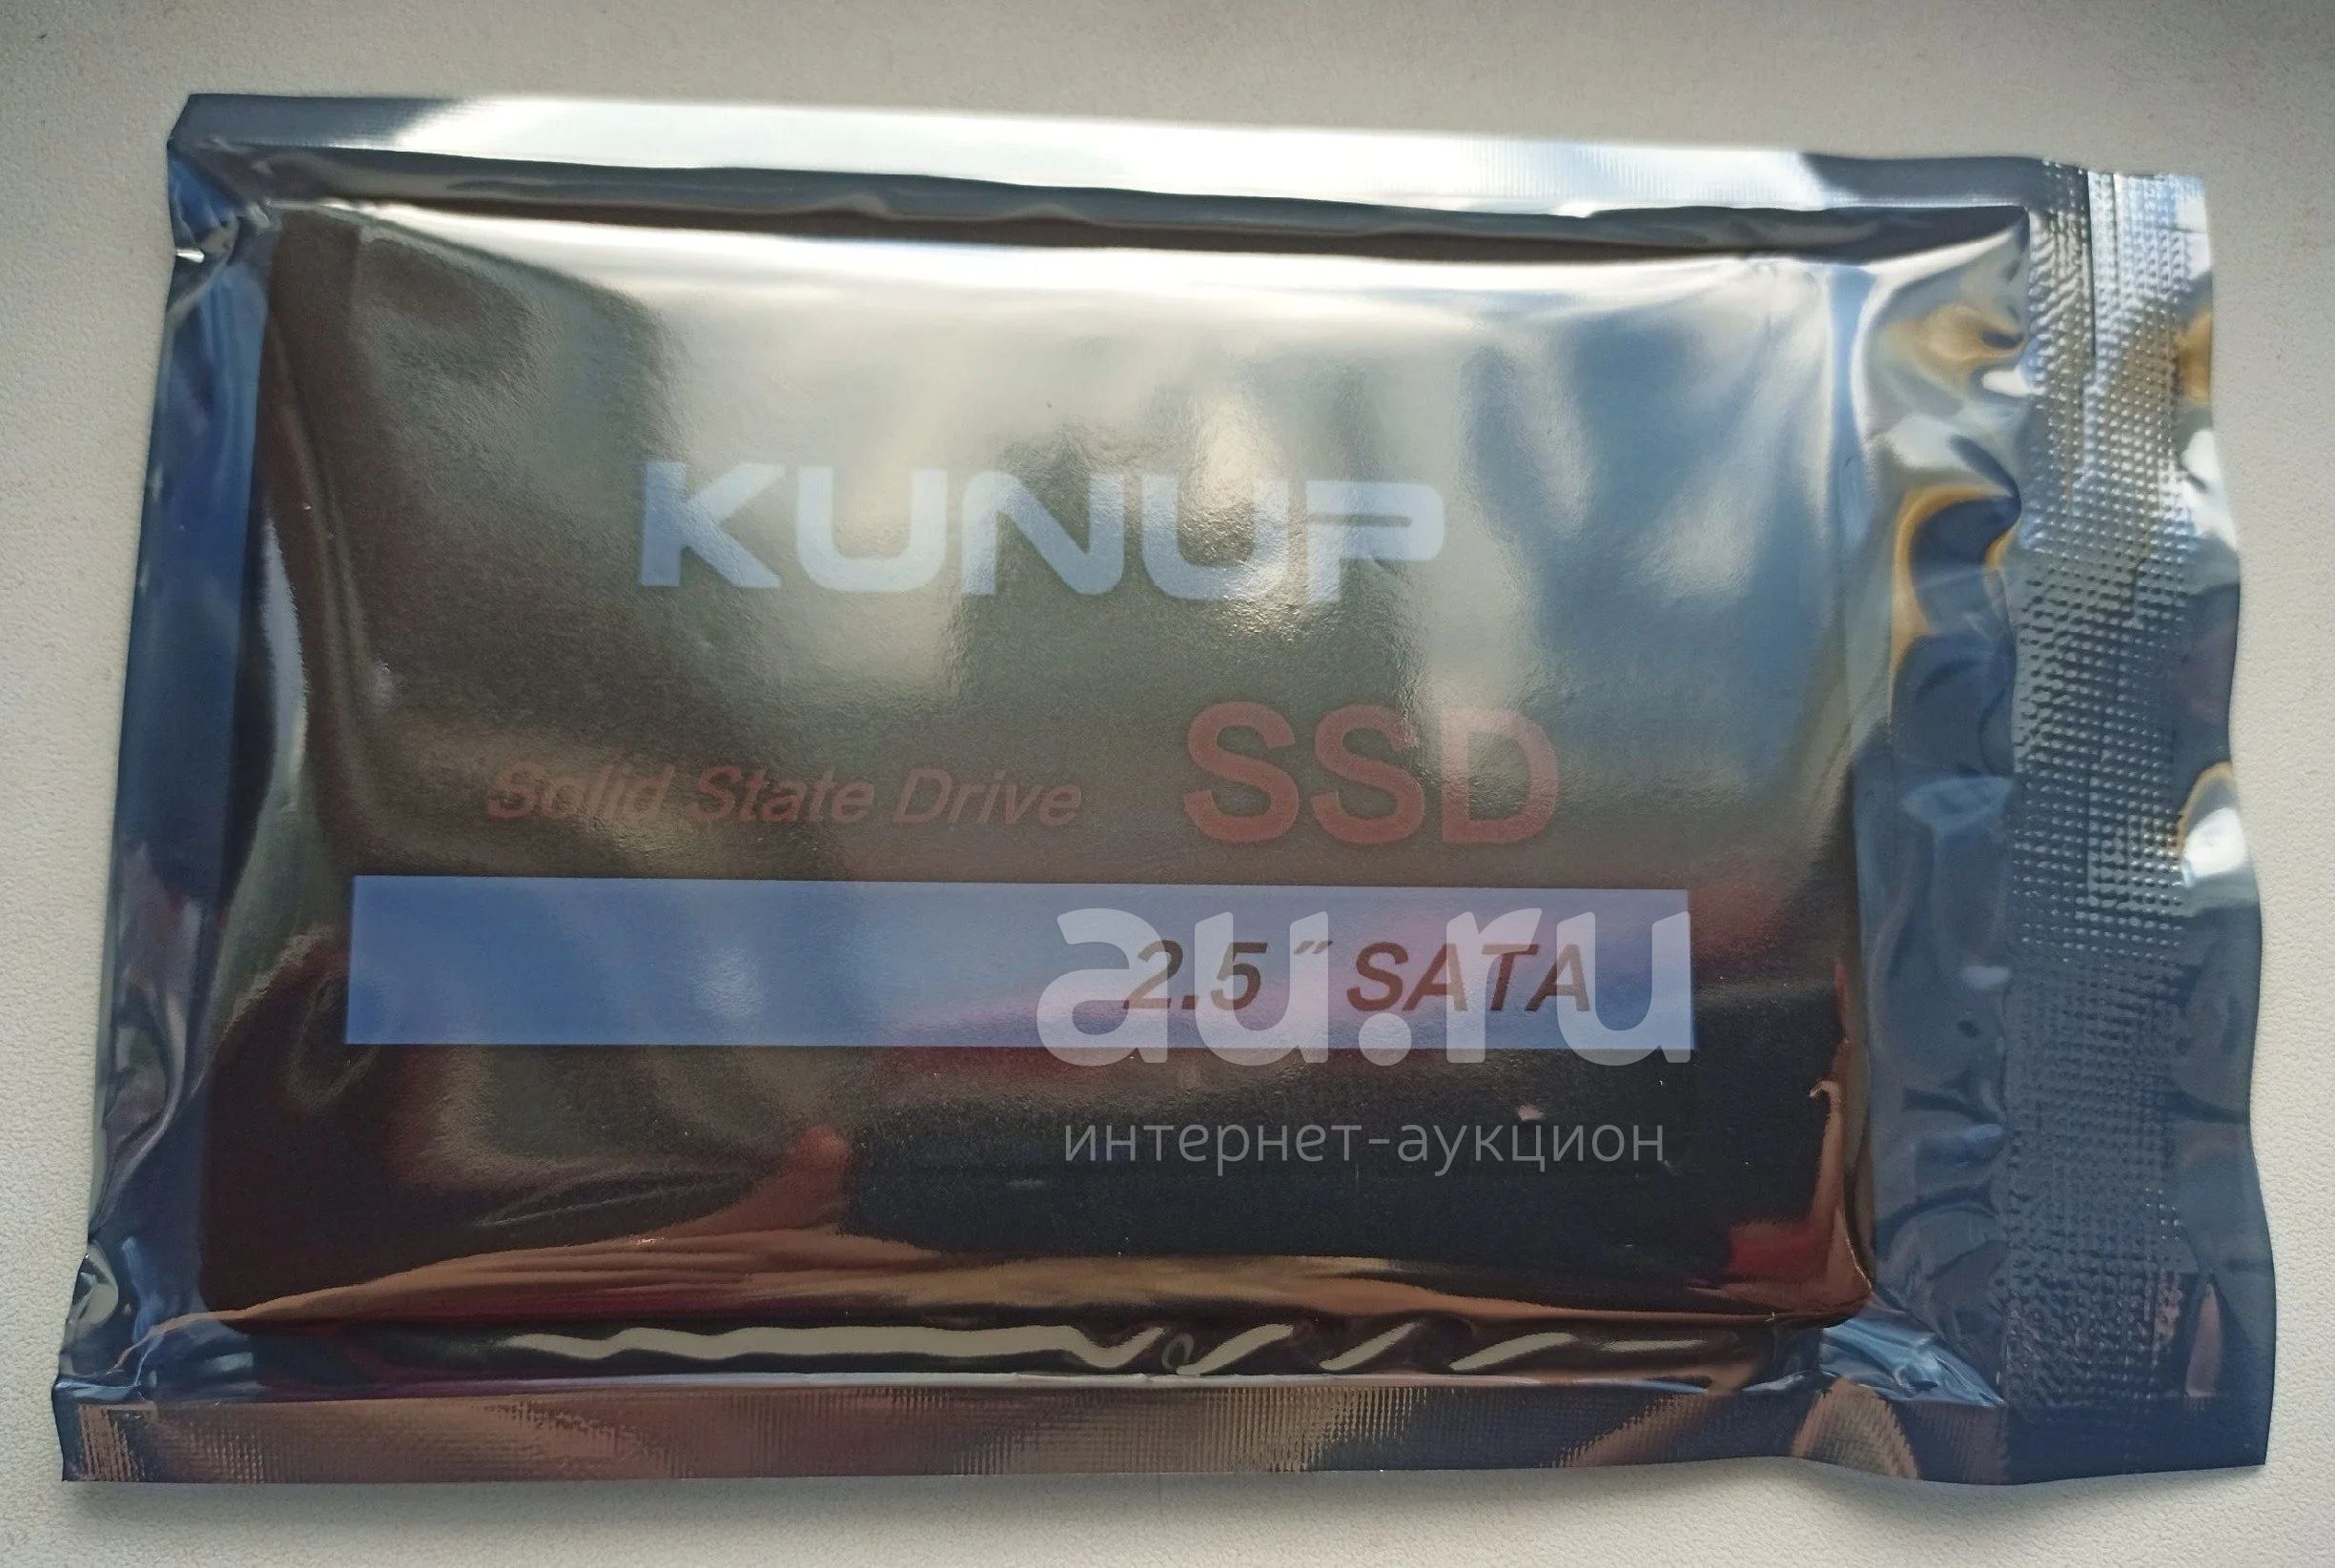 KUNUP
Solid State Drive SSD
2.5" SATA
au.ru
интернет-аукцион